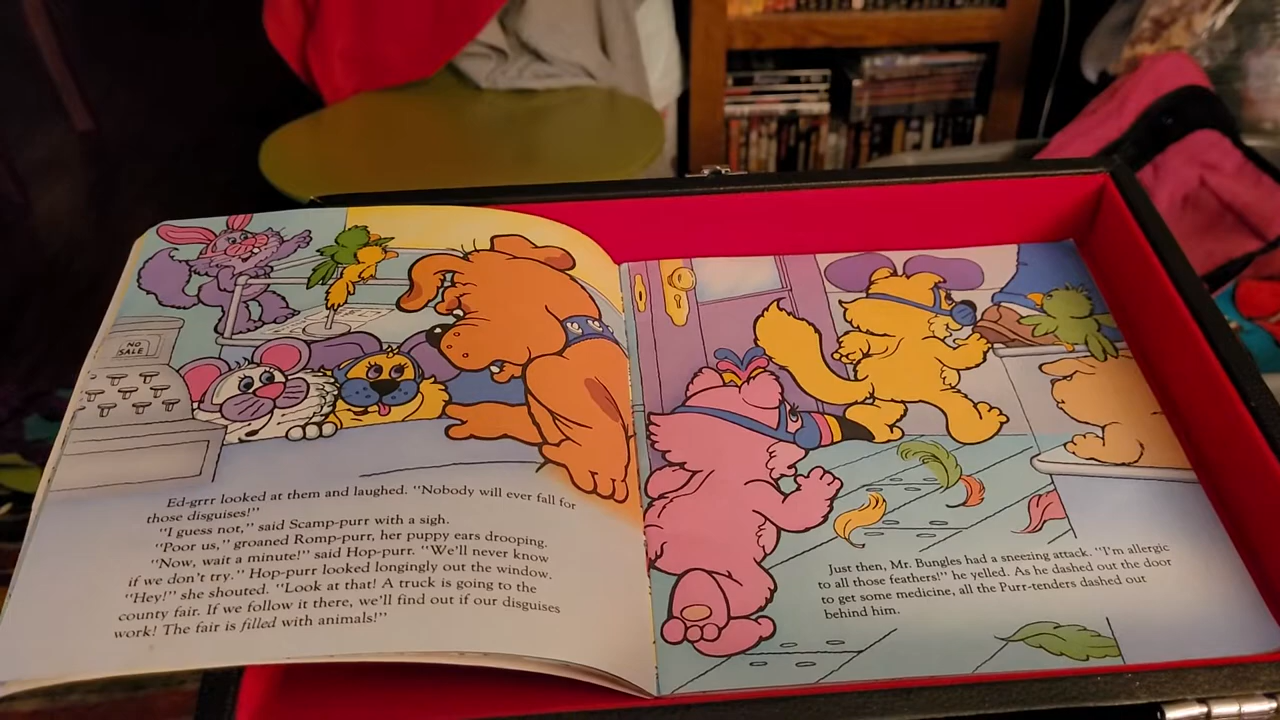 NO
SALE
Ed-grrr looked at them and laughed. "Nobody will ever fall for
those disguises!"
"I guess not," said Scamp-purr with a sigh.
"Poor us," groaned Romp-purr, her puppy ears drooping.
"Now, wait a minute!" said Hop-purr. "We'll never know
if we don't try." Hop-purr looked longingly out the window.
"Hey!" she shouted. "Look at that! A truck is going to the
county fair. If we follow it there, we'll find out if our disguises
work! The fair is filled with animals!"
Just then, Mr. Bungles had a sneezing attack. "I'm allergic
to all those feathers!" he yelled. As he dashed out the door
to get some medicine, all the Purr-tenders dashed out
behind him.